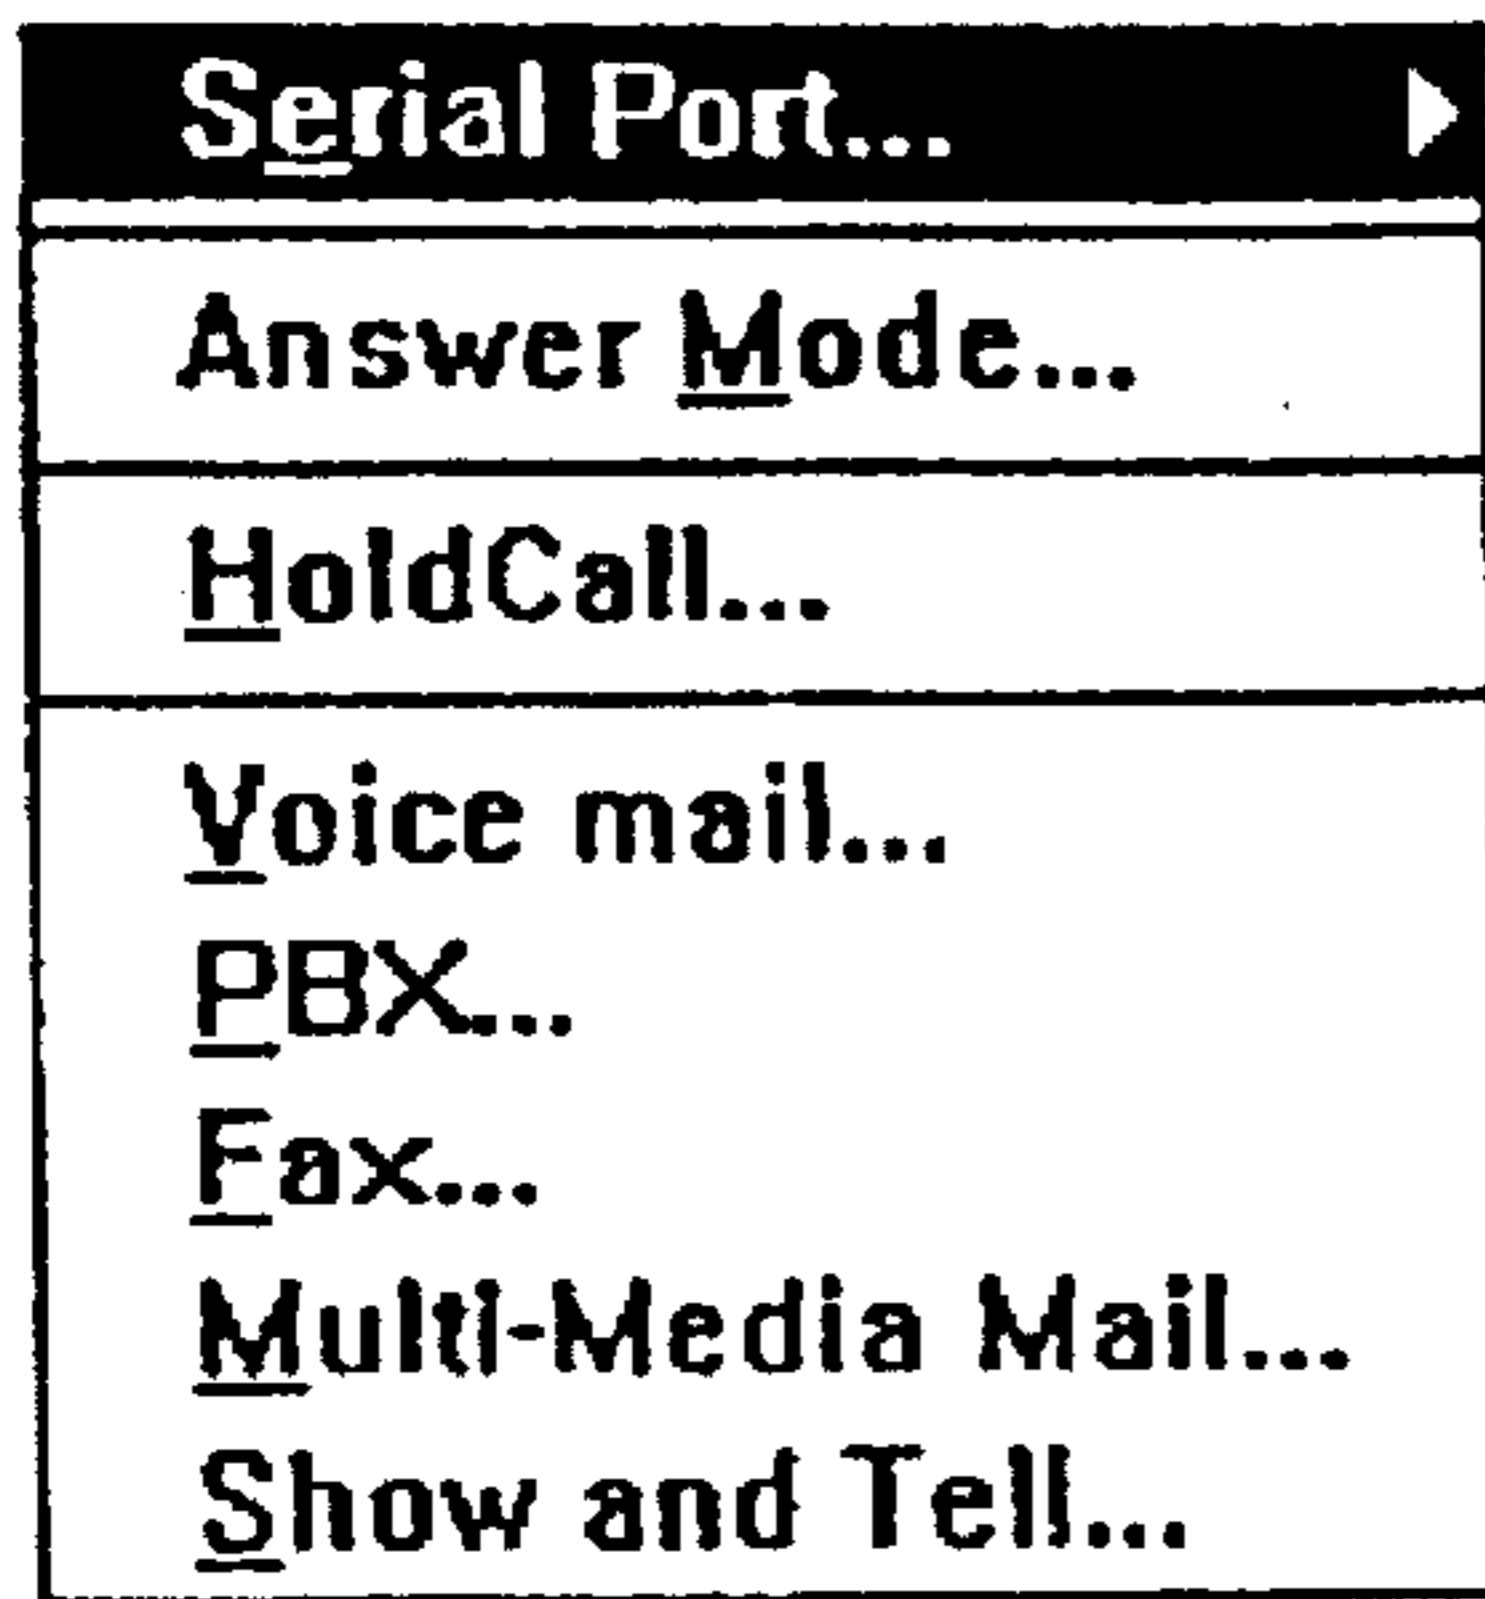 Serial Port...
Answer Mode...
HoldCall...
Voice mail...
PBX...
Fax...
Multi-Media Mail...
Show and Tell...